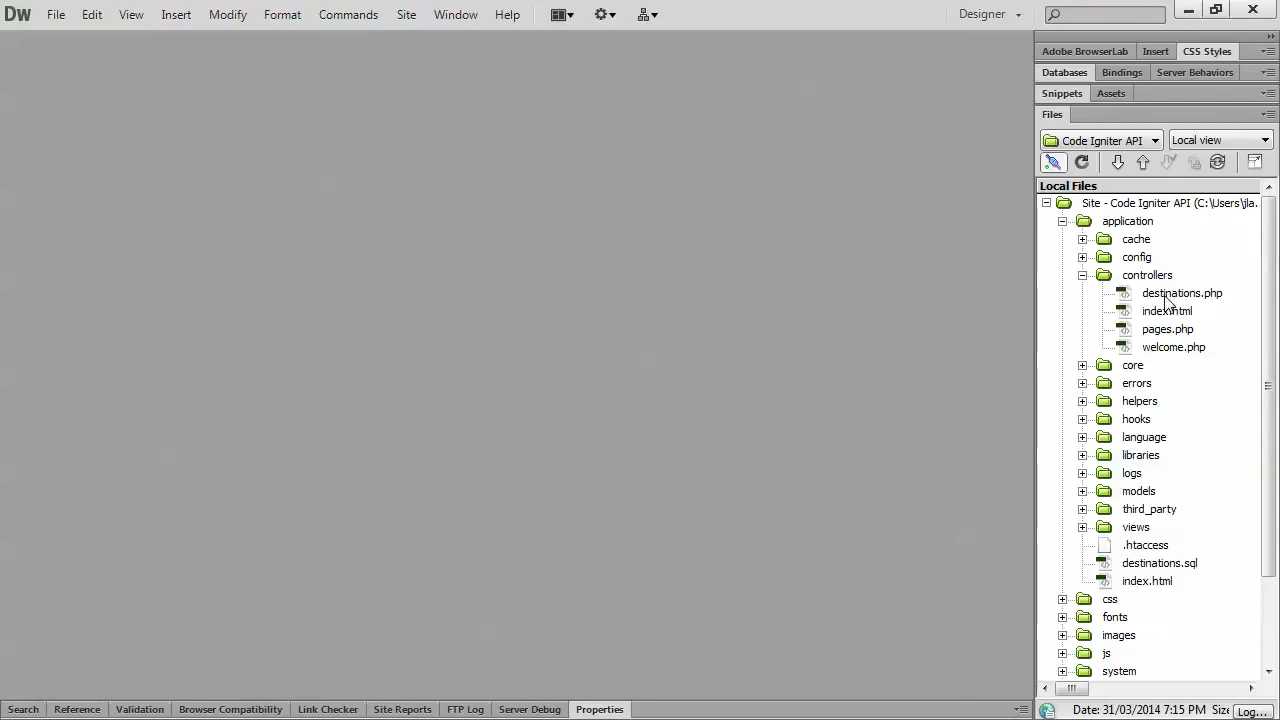 Dw File Edit View Insert Modify Format Commands Site Window Help Designer
Adobe BrowserLab Insert CSS Styles
Databases Bindings Server Behaviors
Snippets Assets
Files
Code Igniter API Local view
Local Files
Site - Code Igniter API (C:\Users\jla...
application
cache
config
controllers
destinations.php
index.html
pages.php
welcome.php
core
errors
helpers
hooks
language
libraries
logs
models
third_party
views
.htaccess
destinations.sql
index.html
css
fonts
images
js
system
Search Reference Validation Browser Compatibility Link Checker Site Reports FTP Log Server Debug Properties Date: 31/03/2014 7:15 PM Size Log...